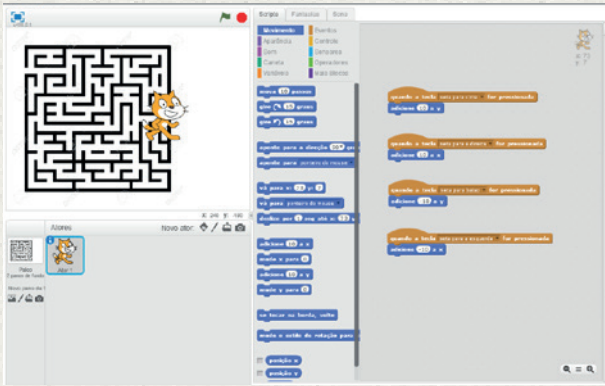 Scripts Fantasias Sons
Movimento Eventos
Aparência Controle
Som Sensores
Caneta Operadores
Variáveis Mais Blocos
mova 10 passos
gire 15 graus
gire 15 graus
aponte para a direção 90
aponte para ponteiro do mouse
vá para x: y:
vá para ponteiro do mouse
deslize por 1 seg até x:
adicione 10 a x
mude x para 0
adicione 10 a y
mude y para 0
se tocar na borda, volte
mude o estilo de rotação para
posição x
posição y
quando a tecla seta para cima for pressionada
adicione 10 a y
quando a tecla seta para a direita for pressionada
adicione 10 a x
quando a tecla seta para baixo for pressionada
adicione -10 a y
quando a tecla seta para a esquerda for pressionada
adicione -10 a x
Atores Novo ator:
Palco
Ator 1